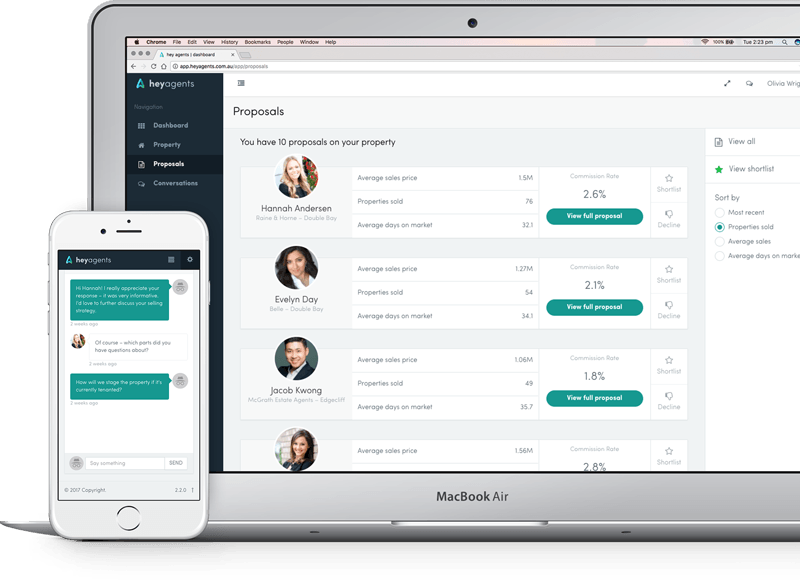 Chrome File Edit View History Bookmarks People Window Help
100%
Tue 2:23 pm
hey agents | dashboard
app.heyagents.com.au/app/proposals
heyagents
Olivia Wrig
Navigation
Dashboard
Property
Proposals
Conversations
Proposals
You have 10 proposals on your property
Hannah Andersen
Raine & Horne – Double Bay
Average sales price 1.5M
Properties sold 76
Average days on market 32.1
Commission Rate
2.6%
View full proposal
Shortlist
Decline
Evelyn Day
Belle – Double Bay
Average sales price 1.27M
Properties sold 54
Average days on market 34.1
Commission Rate
2.1%
View full proposal
Shortlist
Decline
Jacob Kwong
McGrath Estate Agents – Edgecliff
Average sales price 1.06M
Properties sold 49
Average days on market 35.7
Commission Rate
1.8%
View full proposal
Shortlist
Decline
Average sales price 1.56M
Properties sold
Commission Rate
2.8%
Shortlist
View all
View shortlist
Sort by
Most recent
Properties sold
Average sales
Average days on marke
heyagents
Hi Hannah! I really appreciate your
response – it was very informative.
I'd love to further discuss your selling
strategy.
2 weeks ago
Of course – which parts did you
have questions about?
2 weeks ago
How will we stage the property if it's
currently tenanted?
2 weeks ago
Say something
SEND
© 2017 Copyright
2.2.0
MacBook Air